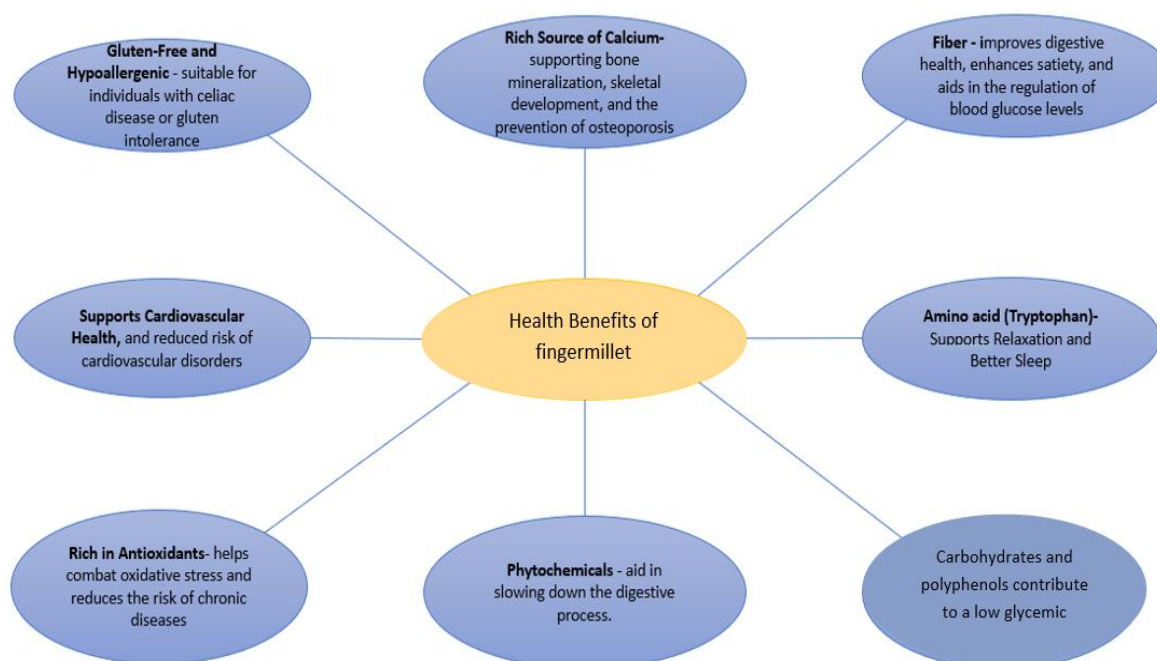 Gluten-Free and
Hypoallergenic - suitable for
individuals with celiac
disease or gluten
intolerance
Rich Source of Calcium-
supporting bone
mineralization, skeletal
development, and the
prevention of osteoporosis
Fiber - improves digestive
health, enhances satiety, and
aids in the regulation of
blood glucose levels
Supports Cardiovascular
Health, and reduced risk of
cardiovascular disorders
Health Benefits of
fingermillet
Amino acid (Tryptophan)-
Supports Relaxation and
Better Sleep
Rich in Antioxidants- helps
combat oxidative stress and
reduces the risk of chronic
diseases
Phytochemicals - aid in
slowing down the digestive
process.
Carbohydrates and
polyphenols contribute
to a low glycemic